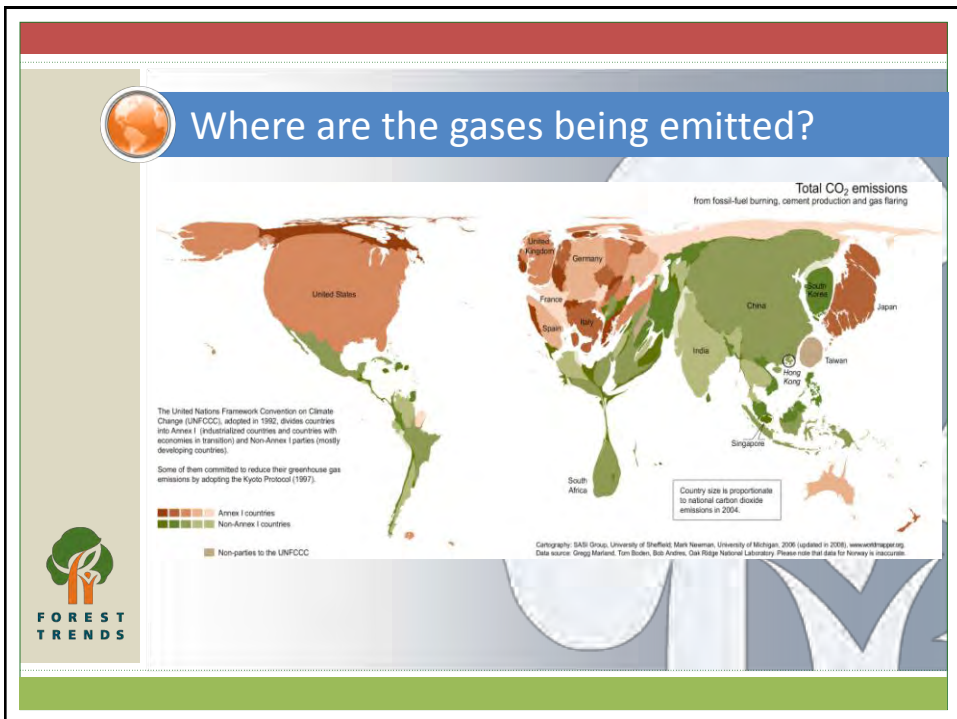 Where are the gases being emitted?
Total CO₂ emissions
from fossil-fuel burning, cement production and gas flaring
United
Kingdom
Germany
United States
France
Spain
Italy
China
South
Korea
Japan
India
Taiwan
Hong
Kong
Singapore
South
Africa
The United Nations Framework Convention on Climate
Change (UNFCCC), adopted in 1992, divides countries
into Annex I (industrialized countries and countries with
economies in transition) and Non-Annex I parties (mostly
developing countries).
Some of them committed to reduce their greenhouse gas
emissions by adopting the Kyoto Protocol (1997).
Annex I countries
Non-Annex I countries
Non-parties to the UNFCCC
Country size is proportionate
to national carbon dioxide
emissions in 2004.
Cartography: SASI Group, University of Sheffield; Mark Newman, University of Michigan, 2006 (updated in 2008), www.worldmapper.org.
Data source: Gregg Marland, Tom Boden, Bob Andres, Oak Ridge National Laboratory. Please note that data for Norway is inaccurate.
FOREST
TRENDS